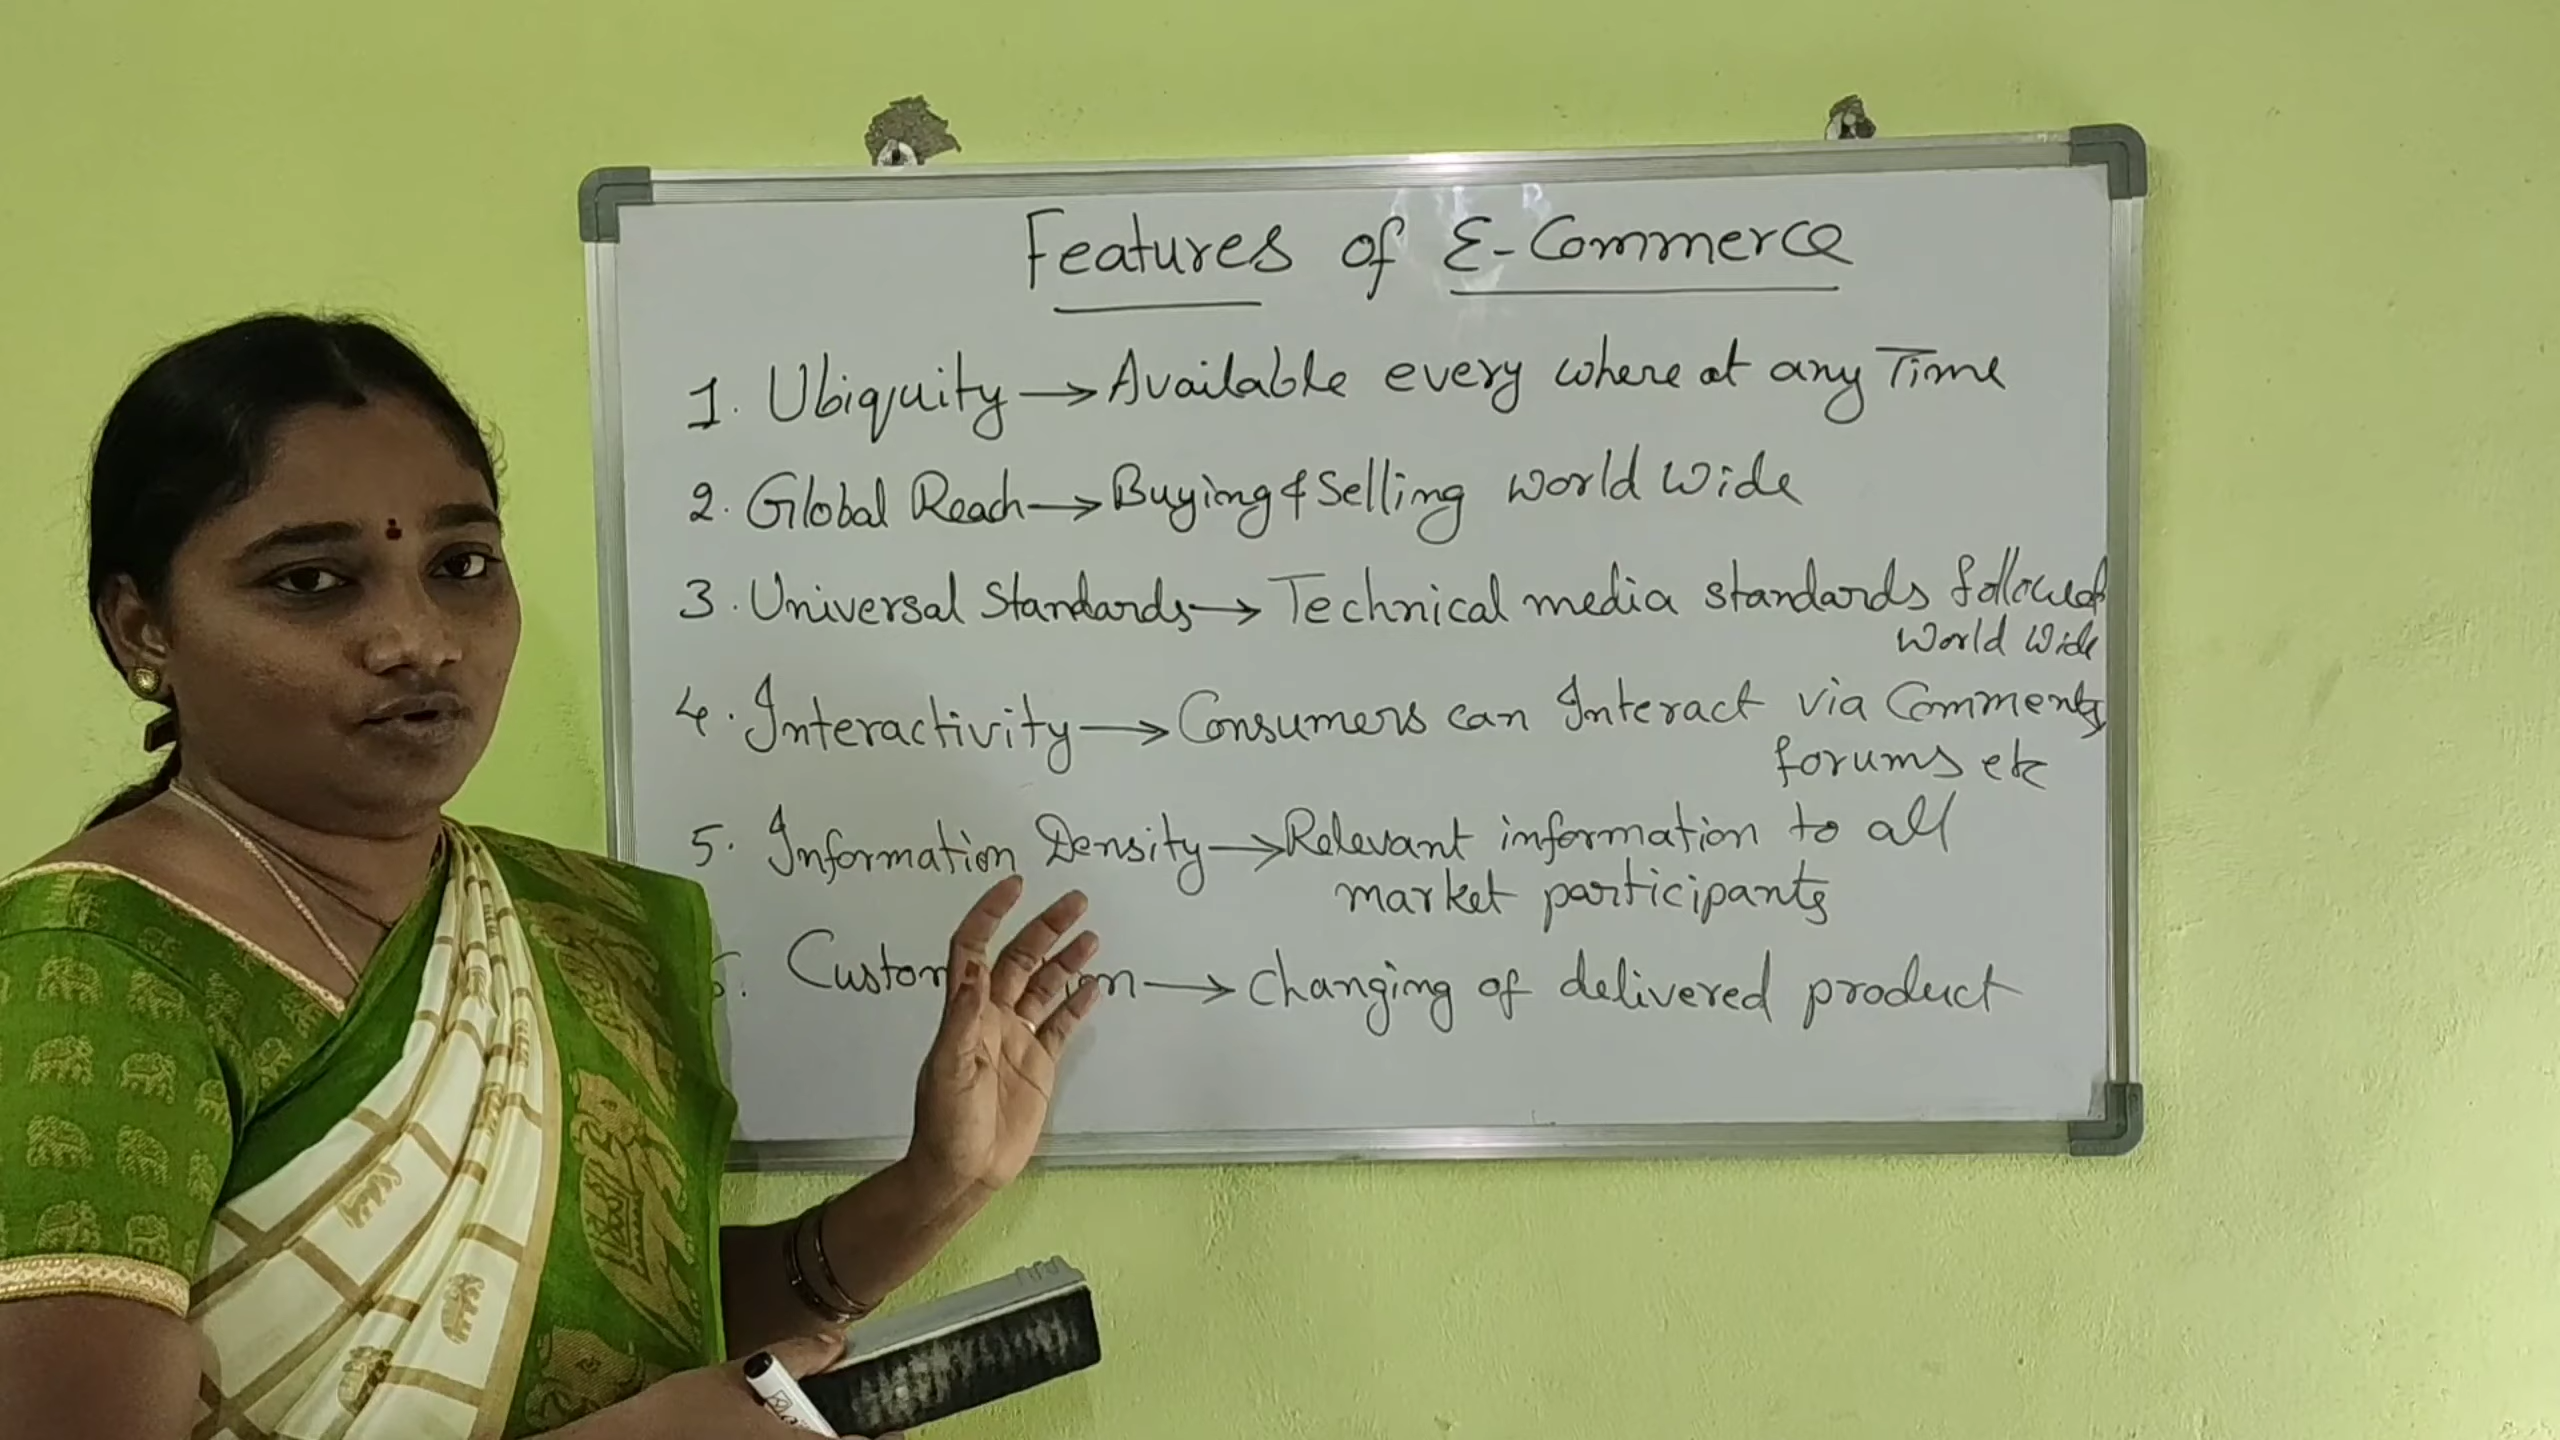 Features of E-Commerce
1. Ubiquity → Available every where at any Time
2. Global Reach → Buying & Selling World Wide
3. Universal Standards → Technical media standards followed
World Wide
4. Interactivity → Consumers can Interact via Comments
forums etc
5. Information Density → Relevant information to all
market participants
→ Changing of delivered product